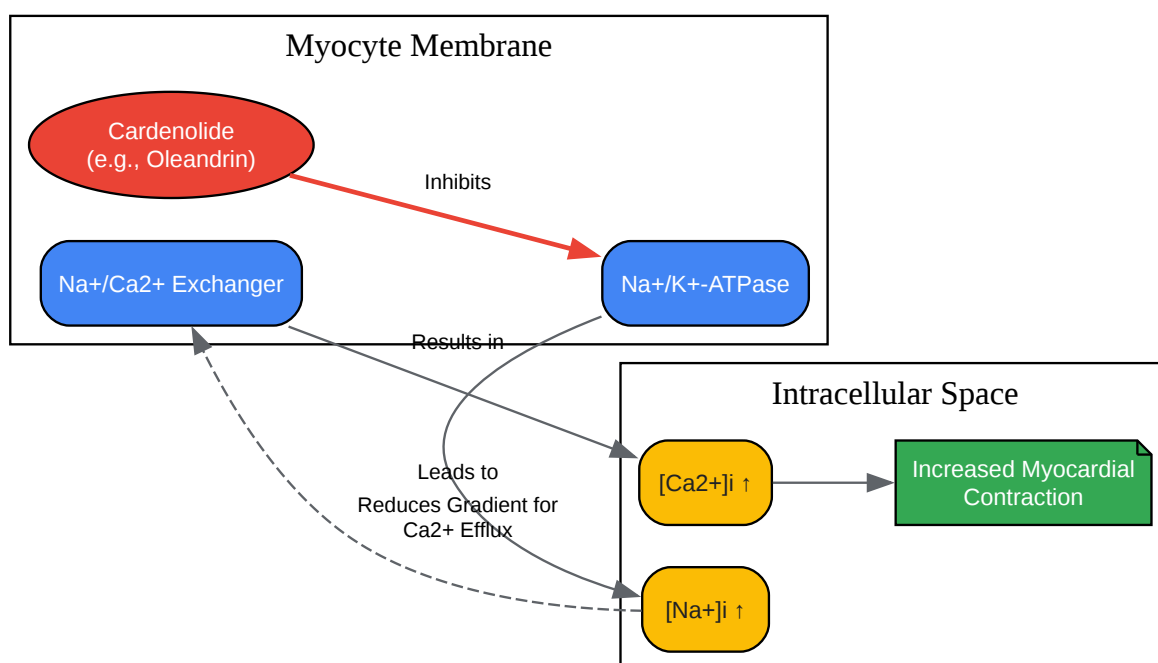 Myocyte Membrane
Cardenolide
(e.g., Oleandrin)
Inhibits
Na+/Ca2+ Exchanger
Na+/K+-ATPase
Results in
Intracellular Space
Leads to
Reduces Gradient for
Ca2+ Efflux
[Ca2+]i ↑
Increased Myocardial
Contraction
[Na+]i ↑